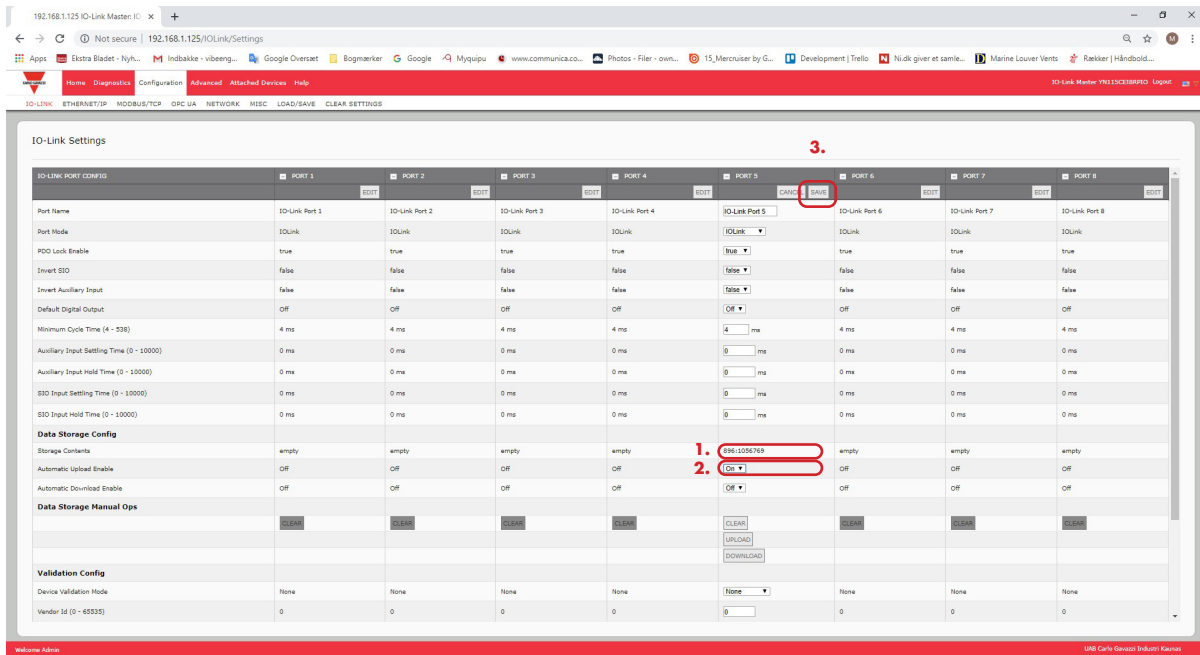 192.168.1.125 IO-Link Master: IO
Not secure | 192.168.1.125/IOLink/Settings
Apps Ekstra Bladet - Nyh... Indbakke - vibeeng... Google Oversæt Bogmærker Google Myquipu www.communica.co... Photos - Filer - own... 15_Mercruiser by G... Development | Trello Ni.dk giver et samle... Marine Louver Vents Rækker | Håndbold....
CARLO GAVAZZI Home Diagnostics Configuration Advanced Attached Devices Help IO-Link Master YN115CEI8RPIO Logout
IO-LINK ETHERNET/IP MODBUS/TCP OPC UA NETWORK MISC LOAD/SAVE CLEAR SETTINGS
IO-Link Settings
3.
IO-LINK PORT CONFIG PORT 1 PORT 2 PORT 3 PORT 4 PORT 5 PORT 6 PORT 7 PORT 8
EDIT EDIT EDIT EDIT CANCEL SAVE EDIT EDIT EDIT
Port Name IO-Link Port 1 IO-Link Port 2 IO-Link Port 3 IO-Link Port 4 IO-Link Port 5 IO-Link Port 6 IO-Link Port 7 IO-Link Port 8
Port Mode IOLink IOLink IOLink IOLink IOLink IOLink IOLink IOLink
PDO Lock Enable true true true true true true true true
Invert SIO false false false false false false false false
Invert Auxiliary Input false false false false false false false false
Default Digital Output Off Off Off Off Off Off Off Off
Minimum Cycle Time (4 - 538) 4 ms 4 ms 4 ms 4 ms 4 ms 4 ms 4 ms 4 ms
Auxiliary Input Settling Time (0 - 10000) 0 ms 0 ms 0 ms 0 ms 0 ms 0 ms 0 ms 0 ms
Auxiliary Input Hold Time (0 - 10000) 0 ms 0 ms 0 ms 0 ms 0 ms 0 ms 0 ms 0 ms
SIO Input Settling Time (0 - 10000) 0 ms 0 ms 0 ms 0 ms 0 ms 0 ms 0 ms 0 ms
SIO Input Hold Time (0 - 10000) 0 ms 0 ms 0 ms 0 ms 0 ms 0 ms 0 ms 0 ms
Data Storage Config
Storage Contents empty empty empty empty 1. 896:1056769 empty empty empty
Automatic Upload Enable Off Off Off Off 2. On Off Off Off
Automatic Download Enable Off Off Off Off Off Off Off Off
Data Storage Manual Ops
CLEAR CLEAR CLEAR CLEAR CLEAR CLEAR CLEAR CLEAR
UPLOAD
DOWNLOAD
Validation Config
Device Validation Mode None None None None None None None None
Vendor Id (0 - 65535) 0 0 0 0 0 0 0 0
Welcome Admin UAB Carlo Gavazzi Industri Kaunas